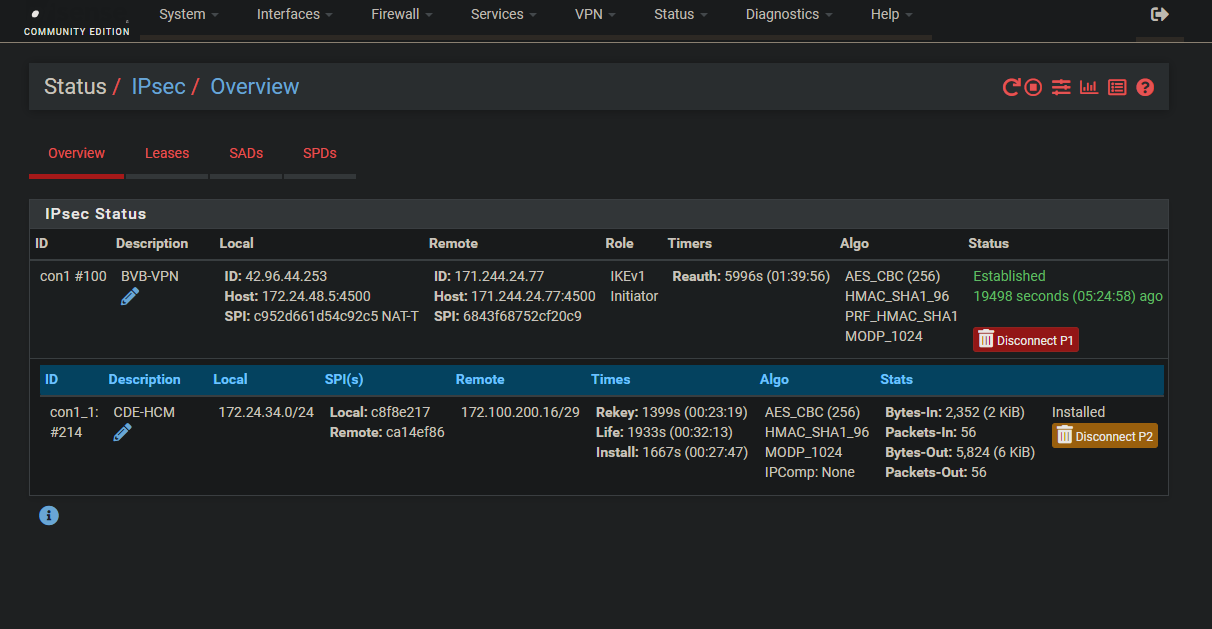 System Interfaces Firewall Services VPN Status Diagnostics Help
COMMUNITY EDITION
Status / IPsec / Overview
Overview Leases SADs SPDs
IPsec Status
ID Description Local Remote Role Timers Algo Status
con1 #100 BVB-VPN ID: 42.96.44.253 ID: 171.244.24.77 IKEv1 Reauth: 5996s (01:39:56) AES_CBC (256) Established
Host: 172.24.48.5:4500 Host: 171.244.24.77:4500 Initiator HMAC_SHA1_96 19498 seconds (05:24:58) ago
SPI: c952d661d54c92c5 NAT-T SPI: 6843f68752cf20c9 PRF_HMAC_SHA1
MODP_1024 Disconnect P1
ID Description Local SPI(s) Remote Times Algo Stats
con1_1: CDE-HCM 172.24.34.0/24 Local: c8f8e217 172.100.200.16/29 Rekey: 1399s (00:23:19) AES_CBC (256) Bytes-In: 2,352 (2 KiB) Installed
#214 Remote: ca14ef86 Life: 1933s (00:32:13) HMAC_SHA1_96 Packets-In: 56 Disconnect P2
Install: 1667s (00:27:47) MODP_1024 Bytes-Out: 5,824 (6 KiB)
IPComp: None Packets-Out: 56